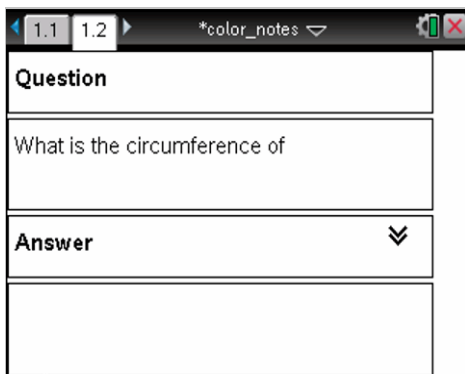 1.1 1.2 *color_notes
Question
What is the circumference of
Answer